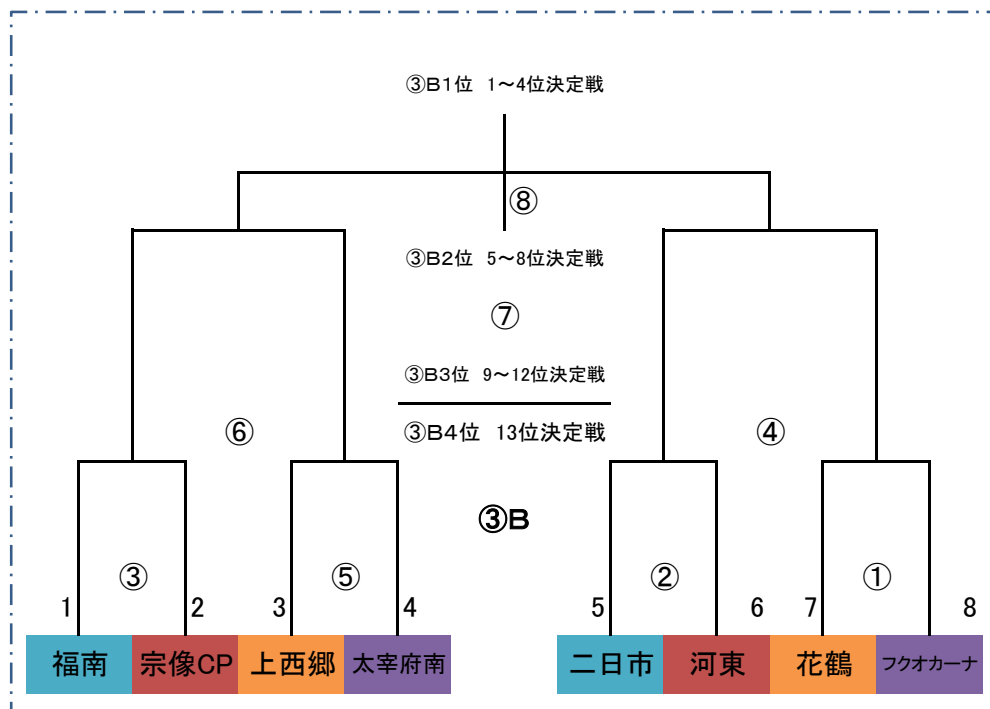 ③B1位 1～4位決定戦
⑧
③B2位 5～8位決定戦
⑦
③B3位 9～12位決定戦
③B4位 13位決定戦
⑥
④
③B
③
⑤
②
①
1
2
3
4
5
6
7
8
福南
宗像CP
上西郷
太宰府南
二日市
河東
花鶴
フクオカーナ